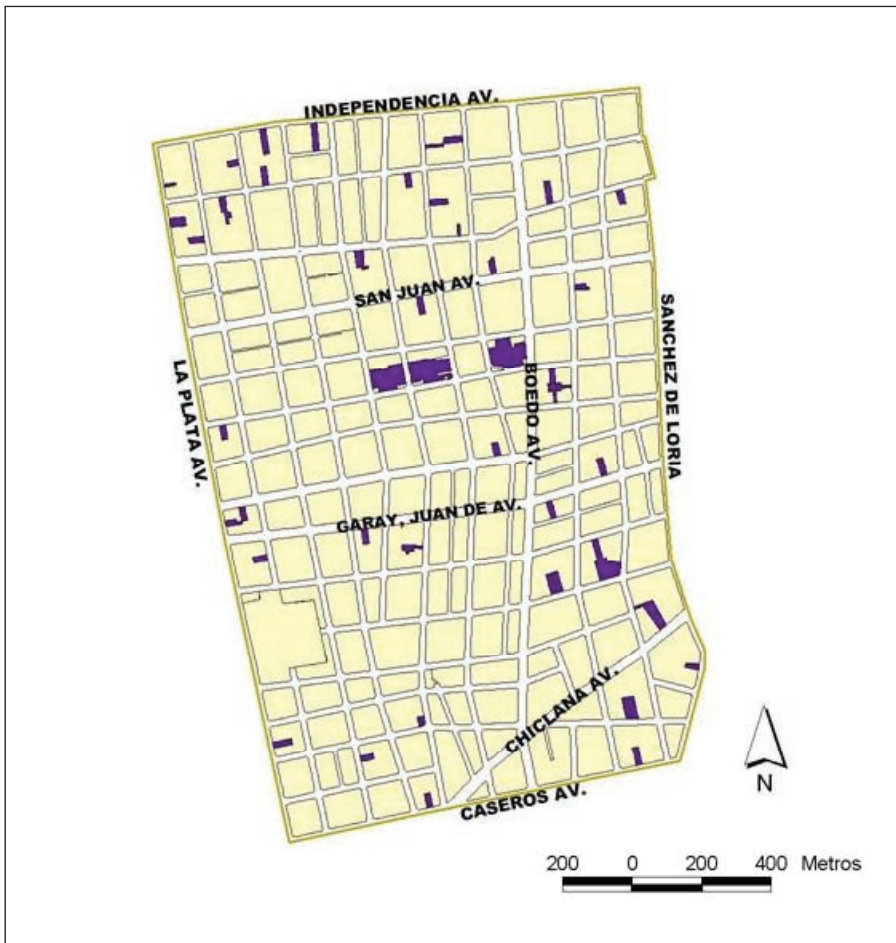 INDEPENDENCIA AV.
SAN JUAN AV.
SANCHEZ DE LORIA
LA PLATA AV.
BOEDO AV.
GARAY, JUAN DE AV.
CHICLANA AV.
CASEROS AV.
N
200 0 200 400 Metros